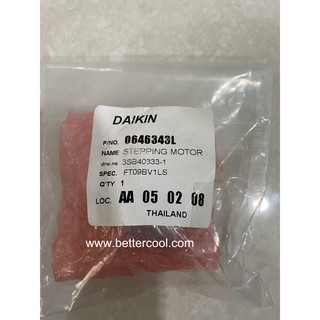 DAIKIN
P/NO. 0646343L
NAME STEPPING MOTOR
DRW.NO 3SB40333-1
SPEC. FT09BV1LS
Q'TY 1
LOC. AA 05 02 08
THAILAND
www.bettercool.com